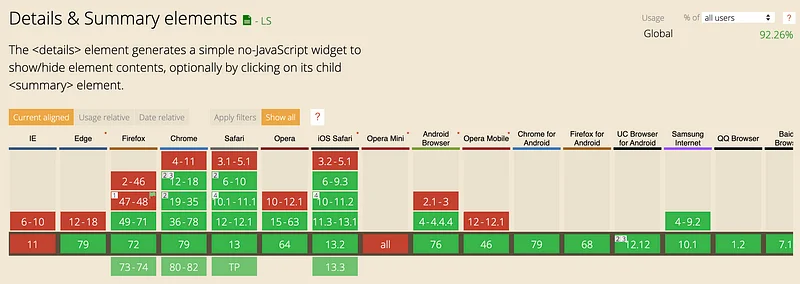 Details & Summary elements - LS
Usage % of all users ?
Global 92.26%
The <details> element generates a simple no-JavaScript widget to
show/hide element contents, optionally by clicking on its child
<summary> element.
Current aligned Usage relative Date relative Apply filters Show all ?
IE Edge * Firefox Chrome Safari Opera iOS Safari * Opera Mini * Android Browser * Opera Mobile * Chrome for Android Firefox for Android UC Browser for Android Samsung Internet QQ Browser Baid Brows
4-11 3.1-5.1 3.2-5.1
2-46 2 3 12-18 2 6-10 6-9.3
1 47-48 2 19-35 4 10.1-11.1 10-12.1 4 10-11.2 2.1-3
6-10 12-18 49-71 36-78 12-12.1 15-63 11.3-13.1 4-4.4.4 12-12.1 4-9.2
11 79 72 79 13 64 13.2 all 76 46 79 68 2 3 12.12 10.1 1.2 7.1
73-74 80-82 TP 13.3